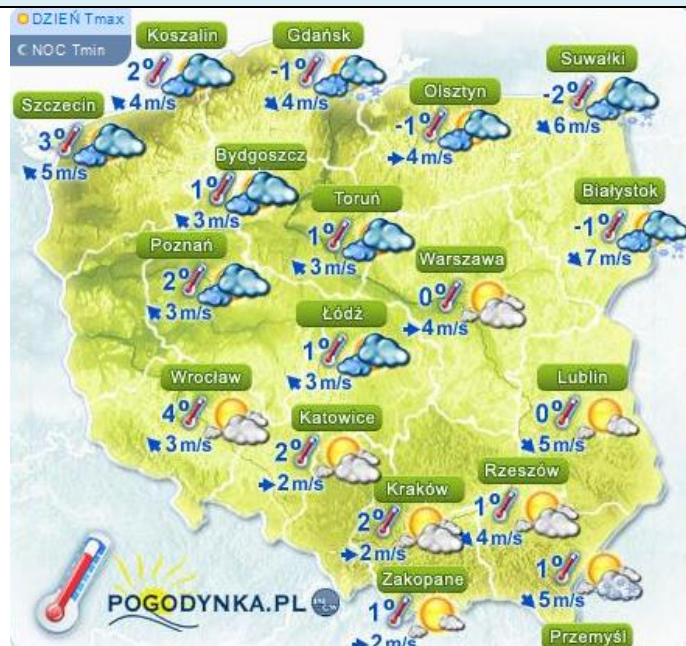 DZIEŃ Tmax
NOC Tmin
Koszalin
2°
4 m/s
Gdańsk
-1°
4 m/s
Suwałki
-2°
6 m/s
Szczecin
3°
5 m/s
Olsztyn
-1°
4 m/s
Bydgoszcz
1°
3 m/s
Toruń
1°
3 m/s
Białystok
-1°
7 m/s
Poznań
2°
3 m/s
Warszawa
0°
4 m/s
Łódź
1°
3 m/s
Wrocław
4°
3 m/s
Katowice
2°
2 m/s
Lublin
0°
5 m/s
Kraków
2°
2 m/s
Rzeszów
1°
4 m/s
Zakopane
1°
2 m/s
1°
5 m/s
Przemyśl
POGODYNKA.PL